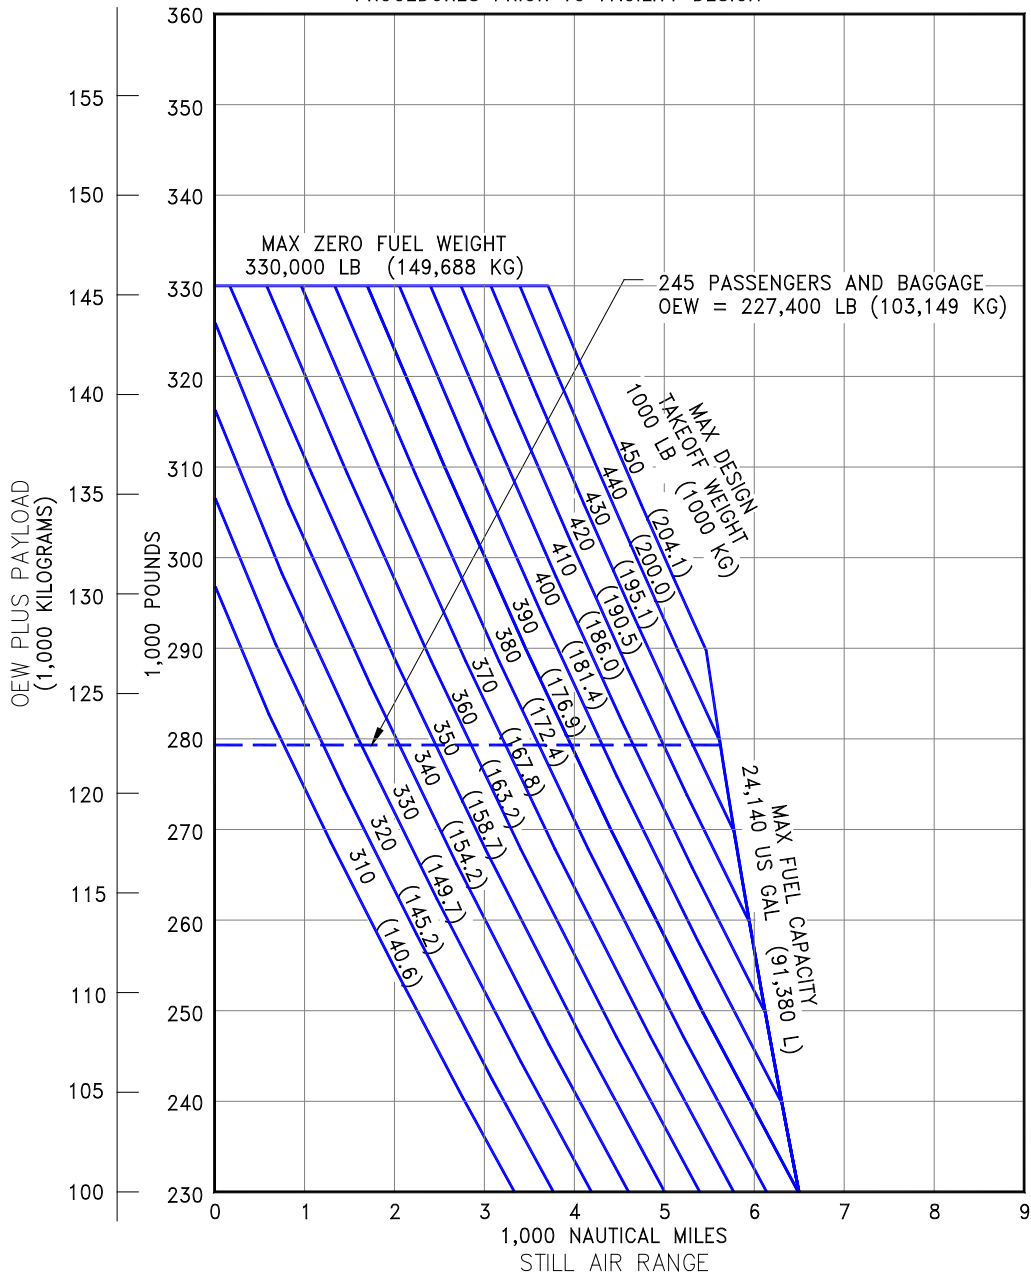 360
350
340
330
320
310
300
290
280
270
260
250
240
230
155
150
145
140
135
130
125
120
115
110
105
100
OEW PLUS PAYLOAD
(1,000 KILOGRAMS)
1,000 POUNDS
MAX ZERO FUEL WEIGHT
330,000 LB (149,688 KG)
245 PASSENGERS AND BAGGAGE
OEW = 227,400 LB (103,149 KG)
MAX DESIGN
TAKEOFF WEIGHT
1000 LB (1000 KG)
450 (204.1)
440 (200.0)
430 (195.1)
420 (190.5)
410 (186.0)
400 (181.4)
390 (176.9)
380 (172.4)
370 (167.8)
360 (163.2)
350 (158.7)
340 (154.2)
330 (149.7)
320 (145.2)
310 (140.6)
MAX FUEL CAPACITY
24,140 US GAL (91,380 L)
0 1 2 3 4 5 6 7 8 9
1,000 NAUTICAL MILES
STILL AIR RANGE